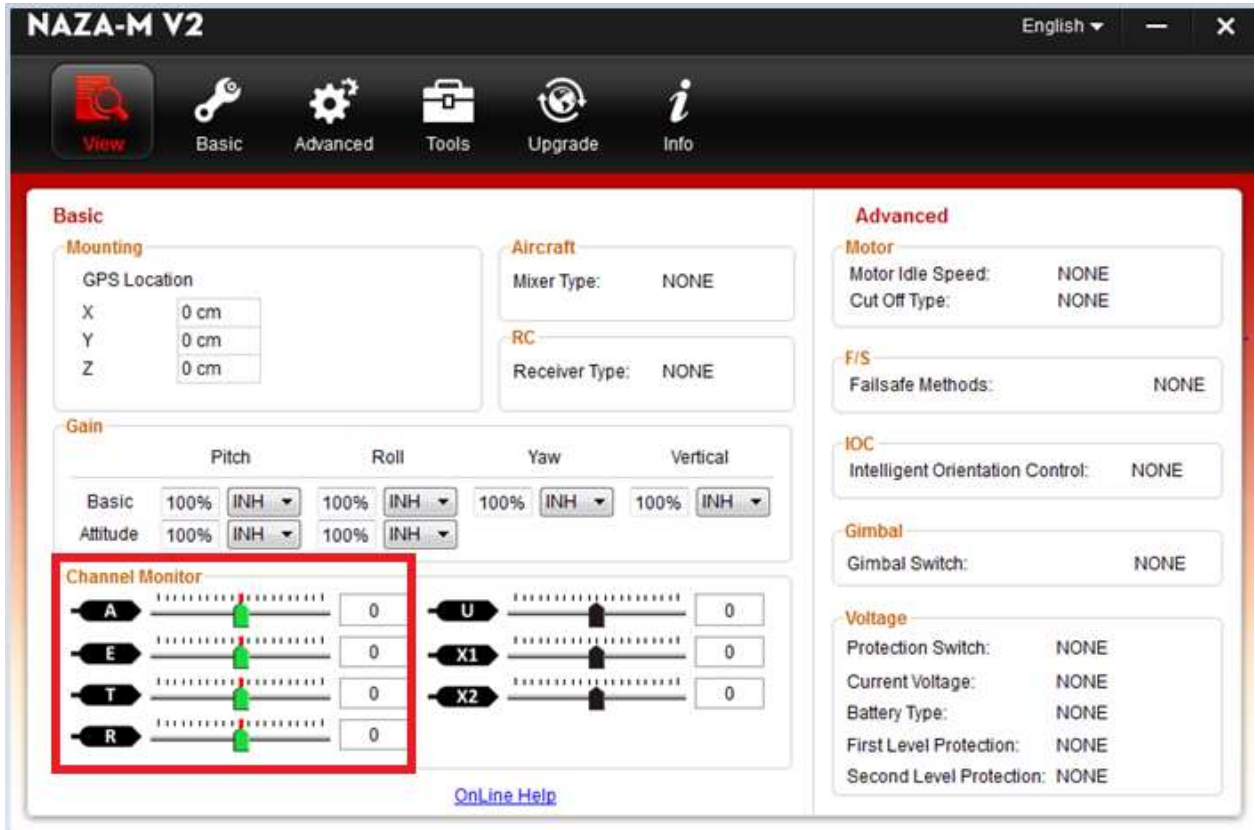 NAZA-M V2
English
View
Basic
Advanced
Tools
Upgrade
Info
Basic
Mounting
GPS Location
X 0 cm
Y 0 cm
Z 0 cm
Aircraft
Mixer Type: NONE
RC
Receiver Type: NONE
Gain
Pitch Roll Yaw Vertical
Basic 100% INH 100% INH 100% INH 100% INH
Attitude 100% INH 100% INH
Channel Monitor
A 0
E 0
T 0
R 0
U 0
X1 0
X2 0
OnLine Help
Advanced
Motor
Motor Idle Speed: NONE
Cut Off Type: NONE
F/S
Failsafe Methods: NONE
IOC
Intelligent Orientation Control: NONE
Gimbal
Gimbal Switch: NONE
Voltage
Protection Switch: NONE
Current Voltage: NONE
Battery Type: NONE
First Level Protection: NONE
Second Level Protection: NONE